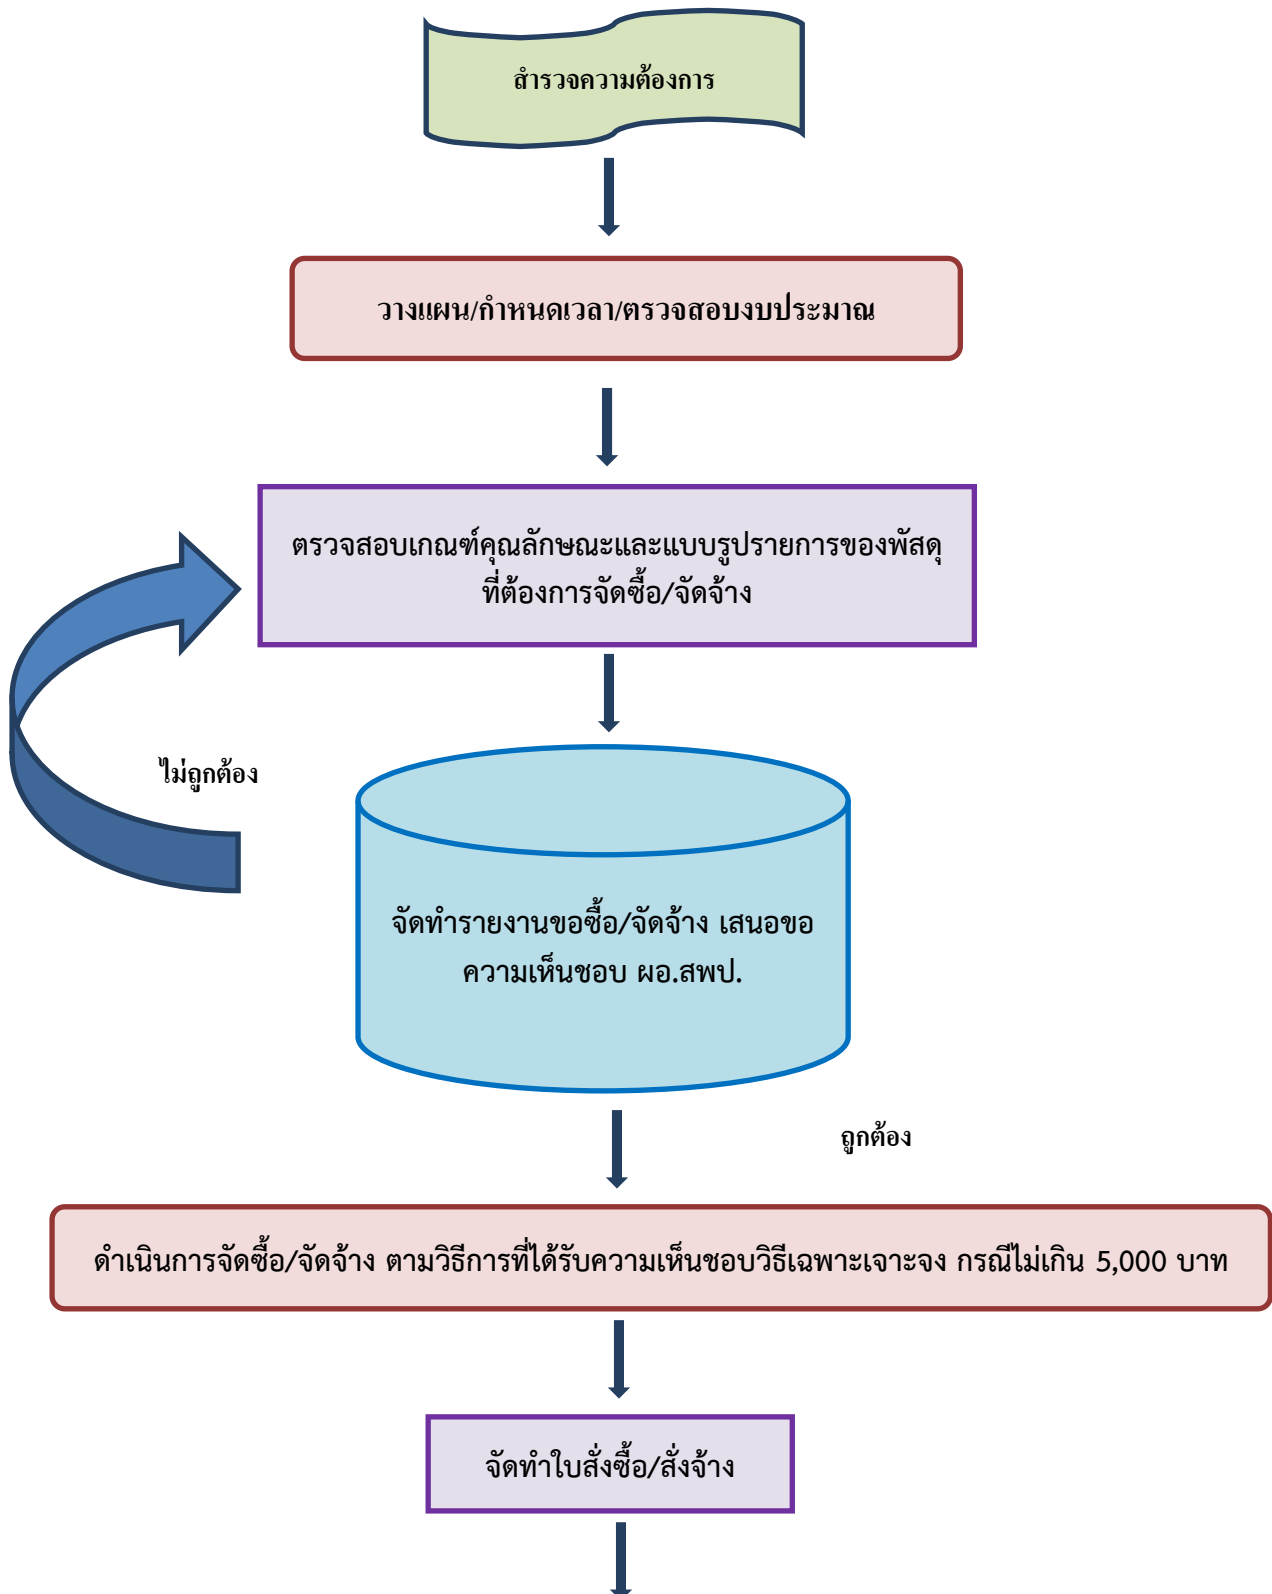 สำรวจความต้องการ
วางแผน/กำหนดเวลา/ตรวจสอบงบประมาณ
ตรวจสอบเกณฑ์คุณลักษณะและแบบรูปรายการของพัสดุ
ที่ต้องการจัดซื้อ/จัดจ้าง
ไม่ถูกต้อง
จัดทำรายงานขอซื้อ/จัดจ้าง เสนอขอ
ความเห็นชอบ ผอ.สพป.
ถูกต้อง
ดำเนินการจัดซื้อ/จัดจ้าง ตามวิธีการที่ได้รับความเห็นชอบวิธีเฉพาะเจาะจง กรณีไม่เกิน 5,000 บาท
จัดทำใบสั่งซื้อ/สั่งจ้าง